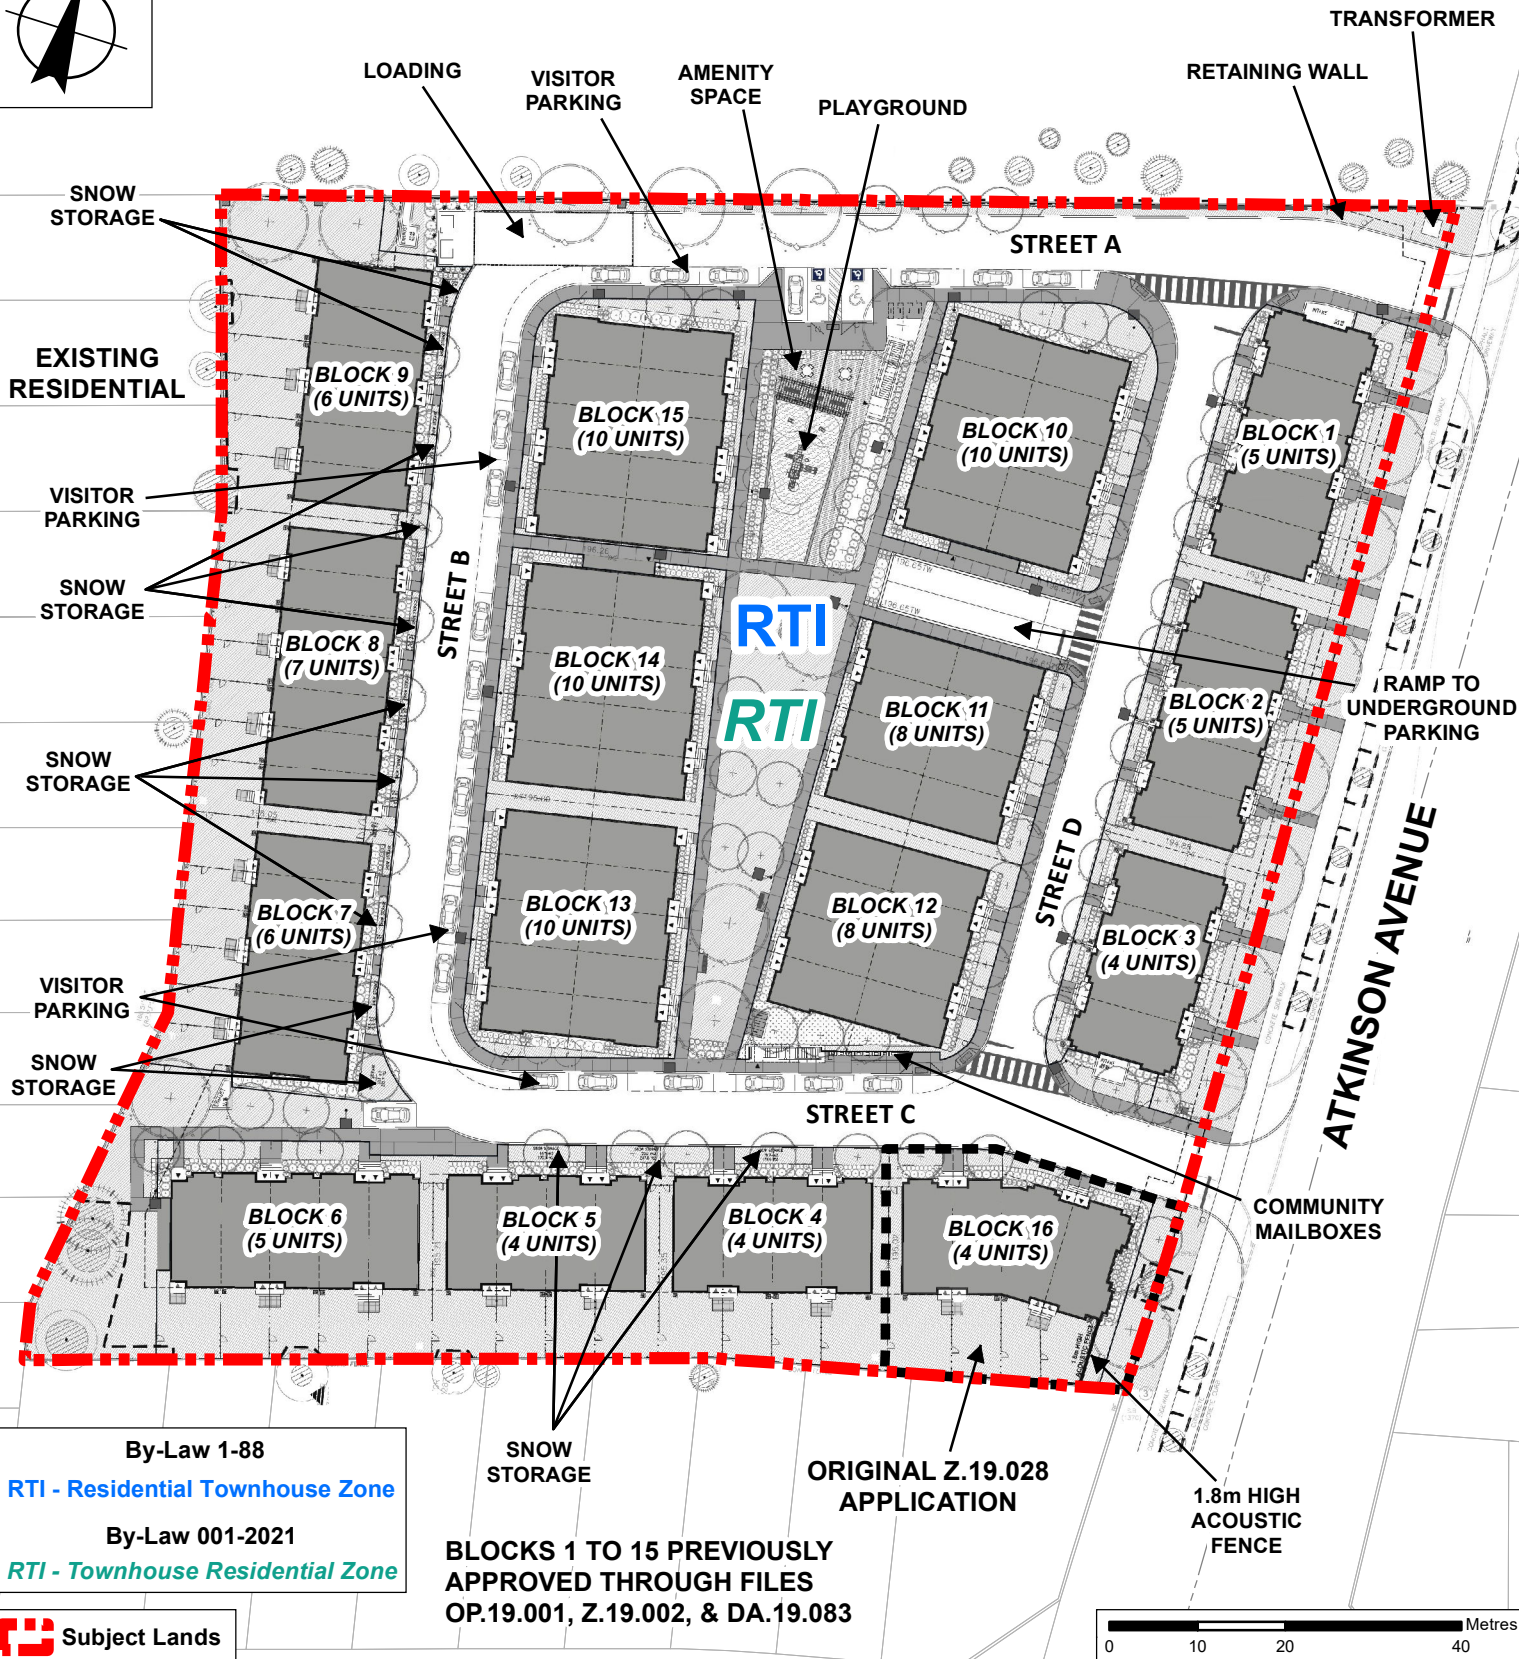 TRANSFORMER
LOADING
VISITOR
PARKING
AMENITY
SPACE
PLAYGROUND
RETAINING WALL
SNOW
STORAGE
STREET A
EXISTING
RESIDENTIAL
BLOCK 9
(6 UNITS)
BLOCK 15
(10 UNITS)
BLOCK 10
(10 UNITS)
BLOCK 1
(5 UNITS)
VISITOR
PARKING
SNOW
STORAGE
STREET B
RTI
RTI
BLOCK 8
(7 UNITS)
BLOCK 14
(10 UNITS)
BLOCK 11
(8 UNITS)
BLOCK 2
(5 UNITS)
RAMP TO
UNDERGROUND
PARKING
SNOW
STORAGE
STREET D
ATKINSON AVENUE
BLOCK 7
(6 UNITS)
BLOCK 13
(10 UNITS)
BLOCK 12
(8 UNITS)
BLOCK 3
(4 UNITS)
VISITOR
PARKING
SNOW
STORAGE
STREET C
COMMUNITY
MAILBOXES
BLOCK 6
(5 UNITS)
BLOCK 5
(4 UNITS)
BLOCK 4
(4 UNITS)
BLOCK 16
(4 UNITS)
SNOW
STORAGE
ORIGINAL Z.19.028
APPLICATION
1.8m HIGH
ACOUSTIC
FENCE
By-Law 1-88
RTI - Residential Townhouse Zone
By-Law 001-2021
RTI - Townhouse Residential Zone
BLOCKS 1 TO 15 PREVIOUSLY
APPROVED THROUGH FILES
OP.19.001, Z.19.002, & DA.19.083
Subject Lands
Metres
0 10 20 40